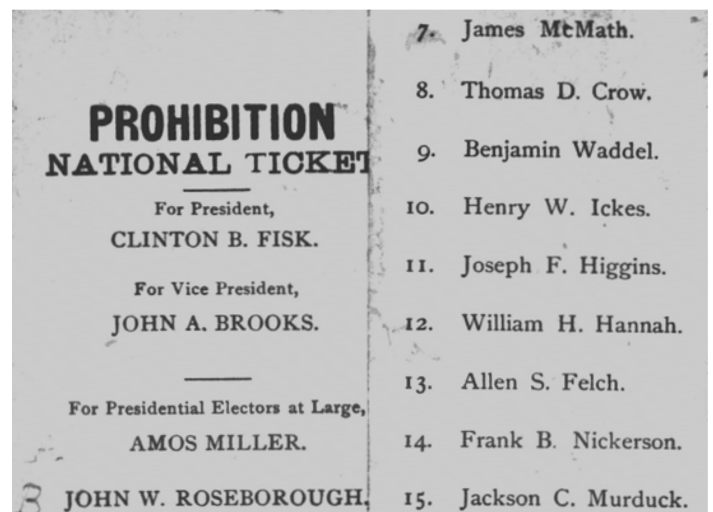 PROHIBITION
NATIONAL TICKET
For President,
CLINTON B. FISK.
For Vice President,
JOHN A. BROOKS.
For Presidential Electors at Large,
AMOS MILLER.
JOHN W. ROSEBOROUGH.
7. James McMath.
8. Thomas D. Crow.
9. Benjamin Waddel.
10. Henry W. Ickes.
11. Joseph F. Higgins.
12. William H. Hannah.
13. Allen S. Felch.
14. Frank B. Nickerson.
15. Jackson C. Murduck.